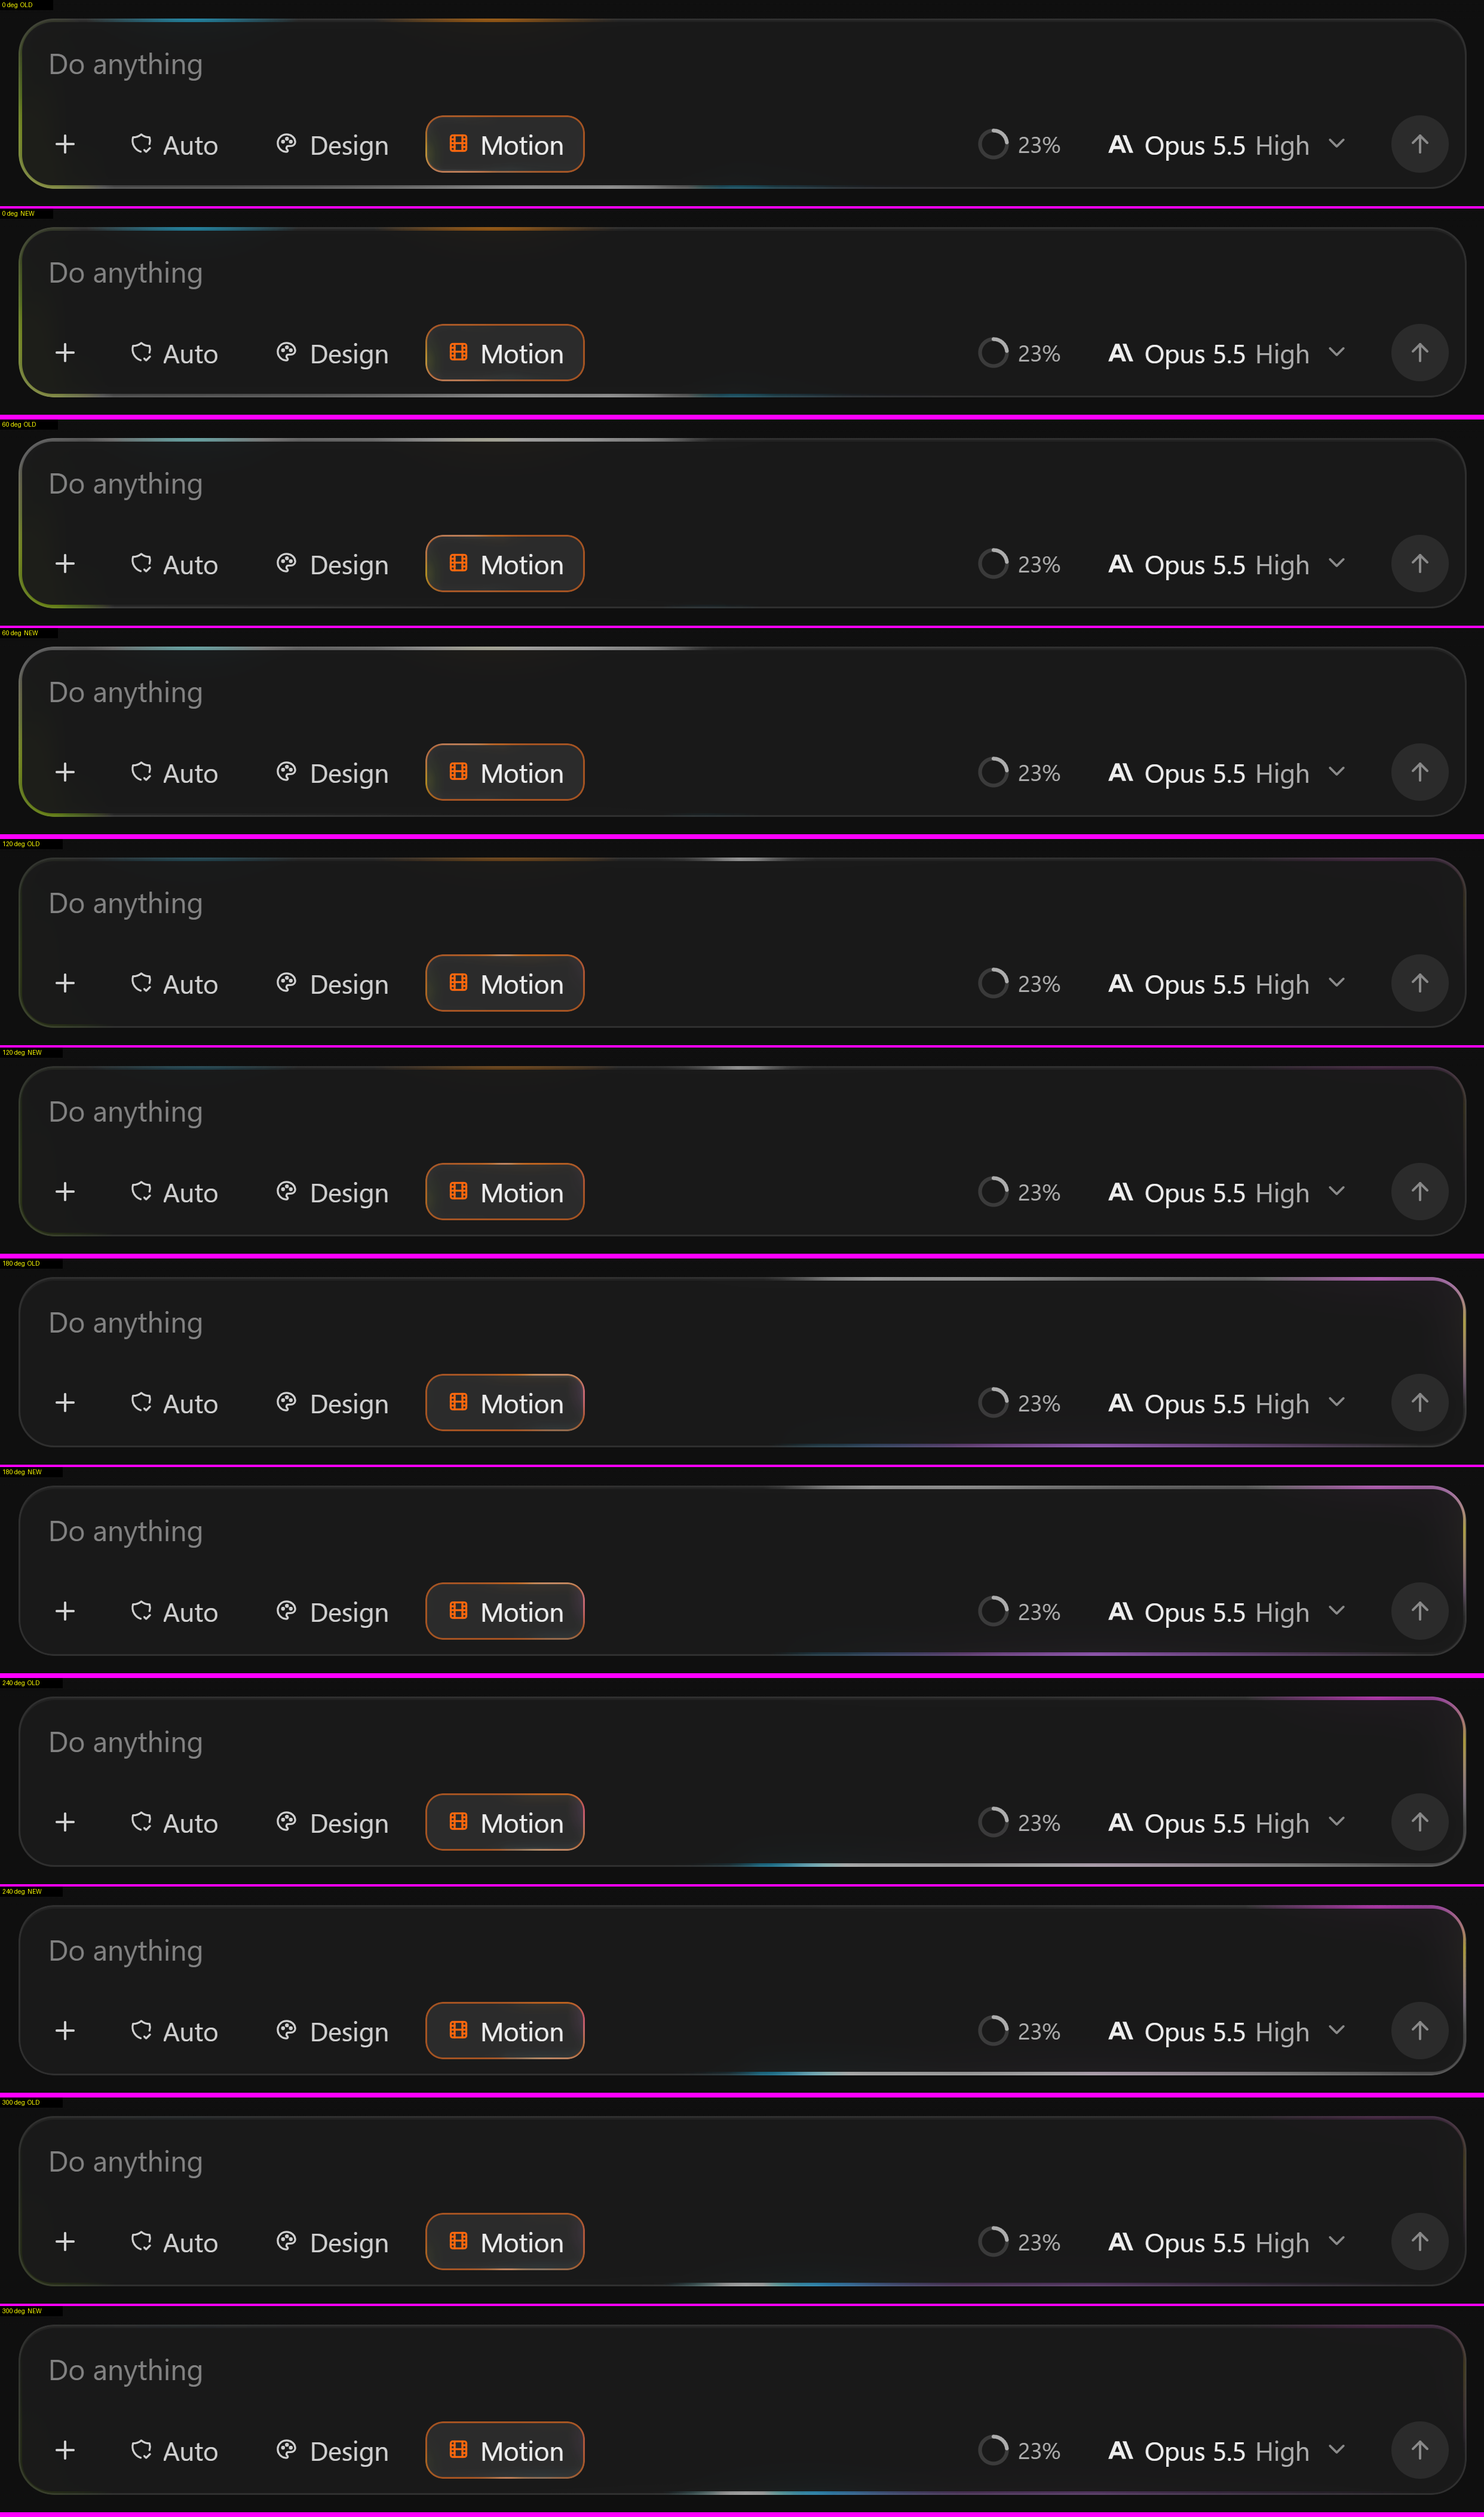 0 deg OLD
Do anything
Auto Design Motion 23% Opus 5.5 High
0 deg NEW
Do anything
Auto Design Motion 23% Opus 5.5 High
60 deg OLD
Do anything
Auto Design Motion 23% Opus 5.5 High
60 deg NEW
Do anything
Auto Design Motion 23% Opus 5.5 High
120 deg OLD
Do anything
Auto Design Motion 23% Opus 5.5 High
120 deg NEW
Do anything
Auto Design Motion 23% Opus 5.5 High
180 deg OLD
Do anything
Auto Design Motion 23% Opus 5.5 High
180 deg NEW
Do anything
Auto Design Motion 23% Opus 5.5 High
240 deg OLD
Do anything
Auto Design Motion 23% Opus 5.5 High
240 deg NEW
Do anything
Auto Design Motion 23% Opus 5.5 High
300 deg OLD
Do anything
Auto Design Motion 23% Opus 5.5 High
300 deg NEW
Do anything
Auto Design Motion 23% Opus 5.5 High